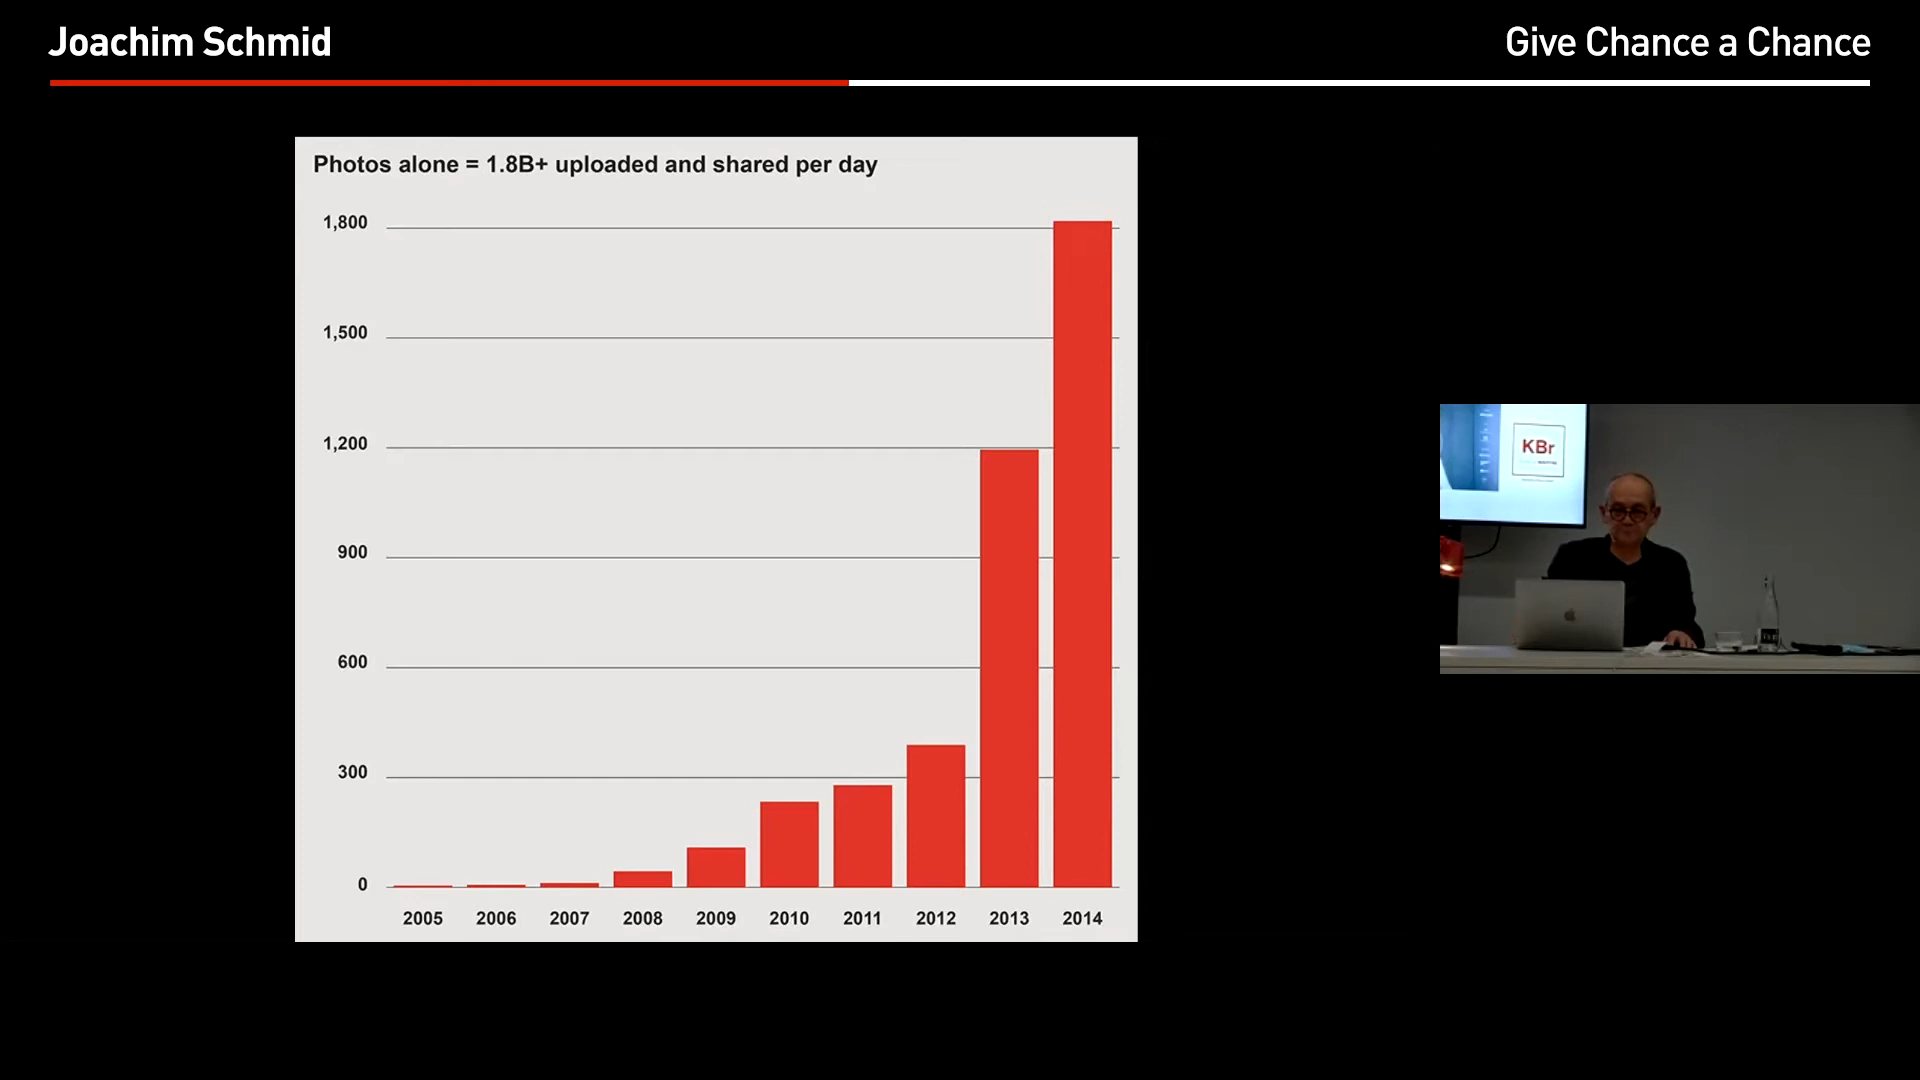 Joachim Schmid
Give Chance a Chance
Photos alone = 1.8B+ uploaded and shared per day
1,800
1,500
1,200
900
600
300
0
2005 2006 2007 2008 2009 2010 2011 2012 2013 2014
KBr